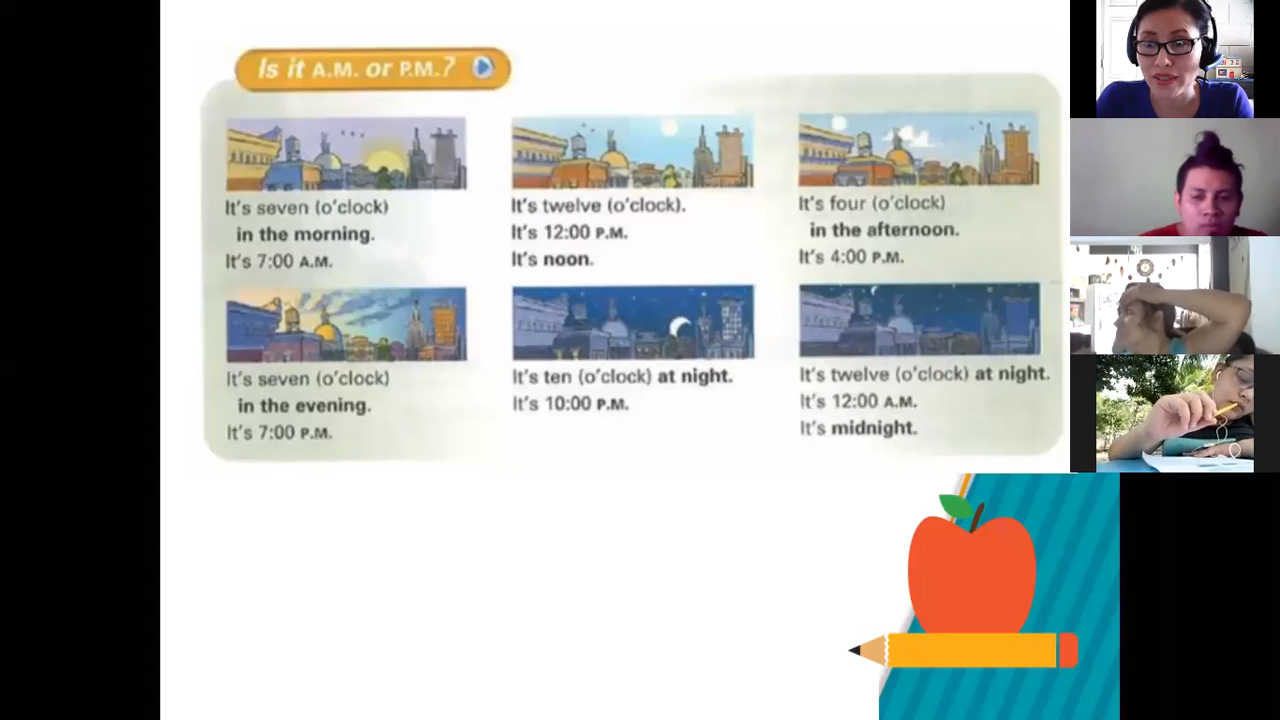 Is it A.M. or P.M.?
It's seven (o'clock)
in the morning.
It's 7:00 A.M.
It's twelve (o'clock).
It's 12:00 P.M.
It's noon.
It's four (o'clock)
in the afternoon.
It's 4:00 P.M.
It's seven (o'clock)
in the evening.
It's 7:00 P.M.
It's ten (o'clock) at night.
It's 10:00 P.M.
It's twelve (o'clock) at night.
It's 12:00 A.M.
It's midnight.